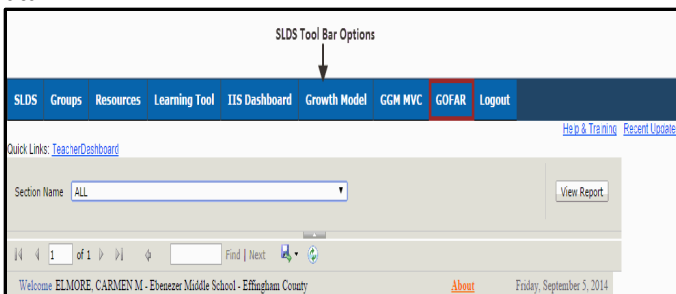 SLDS Tool Bar Options
SLDS Groups Resources Learning Tool IIS Dashboard Growth Model GGM MVC GOFAR Logout
Help & Training Recent Update
Quick Links: TeacherDashboard
Section Name ALL View Report
1 of 1 Find | Next
Welcome ELMORE, CARMEN M - Ebenezer Middle School - Effingham County About Friday, September 5, 2014